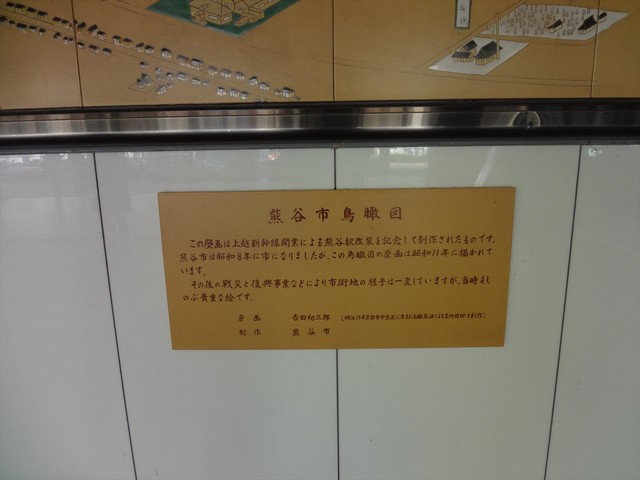 熊谷市鳥瞰図
この壁画は上越新幹線開業による熊谷駅改築を記念して制作されたものです。
熊谷市は昭和8年に市になりましたが、この鳥瞰図の原画は昭和11年に描かれて
います。
その後の戦災と復興事業などにより市街地の様子は一変していますが、当時をし
のぶ貴重な絵です。
原画 吉田初三郎
制作 熊谷市